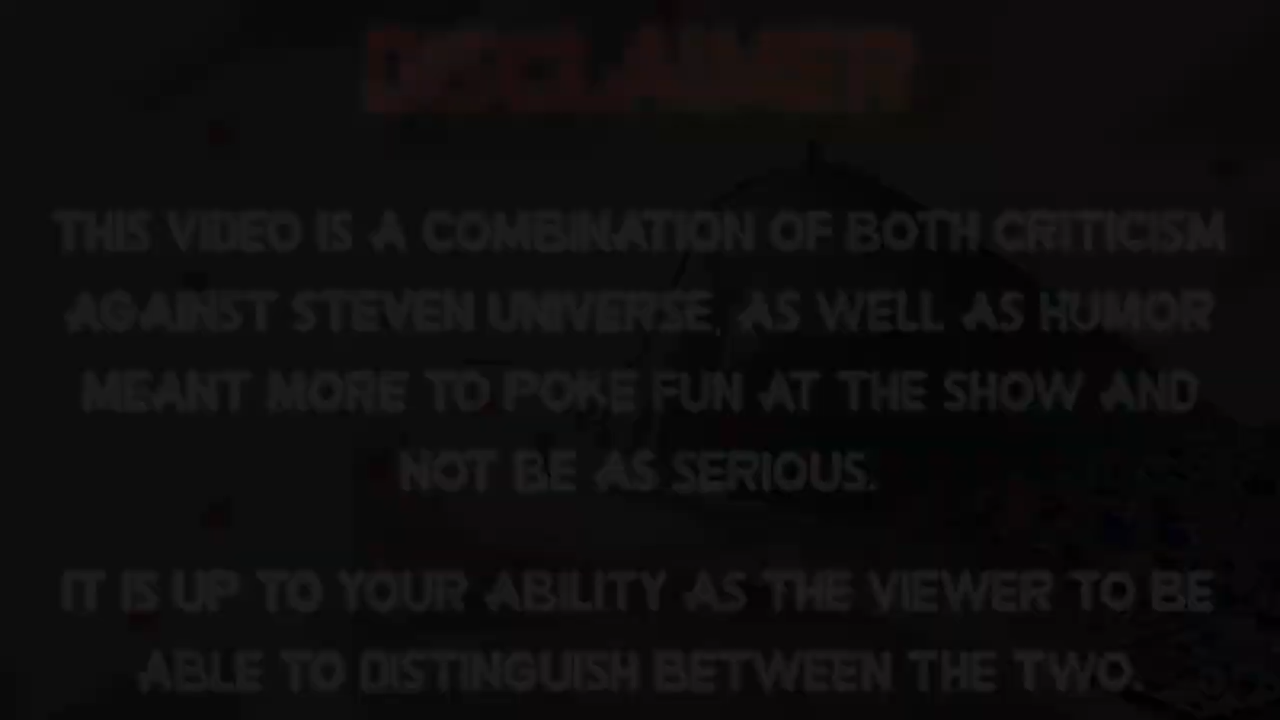 DISCLAIMER
THIS VIDEO IS A COMBINATION OF BOTH CRITICISM
AGAINST STEVEN UNIVERSE, AS WELL AS HUMOR
MEANT MORE TO POKE FUN AT THE SHOW AND
NOT BE AS SERIOUS.
IT IS UP TO YOUR ABILITY AS THE VIEWER TO BE
ABLE TO DISTINGUISH BETWEEN THE TWO.